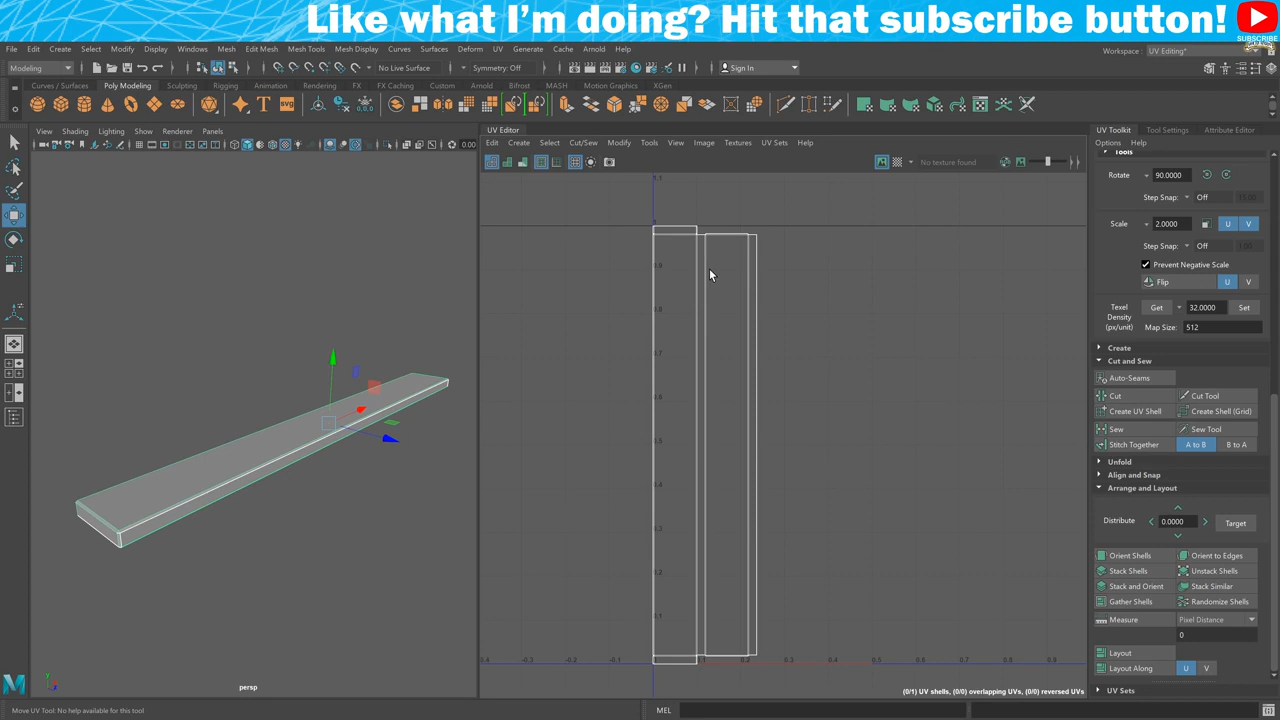 Like what I'm doing? Hit that subscribe button!
SUBSCRIBE
File Edit Create Select Modify Display Windows Mesh Edit Mesh Mesh Tools Mesh Display Curves Surfaces Deform UV Generate Cache Arnold Help
Workspace : UV Editing*
Modeling No Live Surface Symmetry: Off Sign In
Curves / Surfaces Poly Modeling Sculpting Rigging Animation Rendering FX FX Caching Custom Arnold Bifrost MASH Motion Graphics XGen
View Shading Lighting Show Renderer Panels
UV Editor
UV Toolkit Tool Settings Attribute Editor
Edit Create Select Cut/Sew Modify Tools View Image Textures UV Sets Help
Options Help
0.00
No texture found
Tools
Rotate 90.0000
Step Snap: Off
Scale 2.0000 U V
Step Snap: Off
Prevent Negative Scale
Flip U V
Texel Density (px/unit) Get 32.0000 Set
Map Size: 512
Create
Cut and Sew
Auto-Seams
Cut Cut Tool
Create UV Shell Create Shell (Grid)
Sew Sew Tool
Stitch Together A to B B to A
Unfold
Align and Snap
Arrange and Layout
Distribute 0.0000 Target
Orient Shells Orient to Edges
Stack Shells Unstack Shells
Stack and Orient Stack Similar
Gather Shells Randomize Shells
Measure Pixel Distance
0
Layout
Layout Along U V
UV Sets
persp
(0/1) UV shells, (0/0) overlapping UVs, (0/0) reversed UVs
Move UV Tool: No help available for this tool
MEL